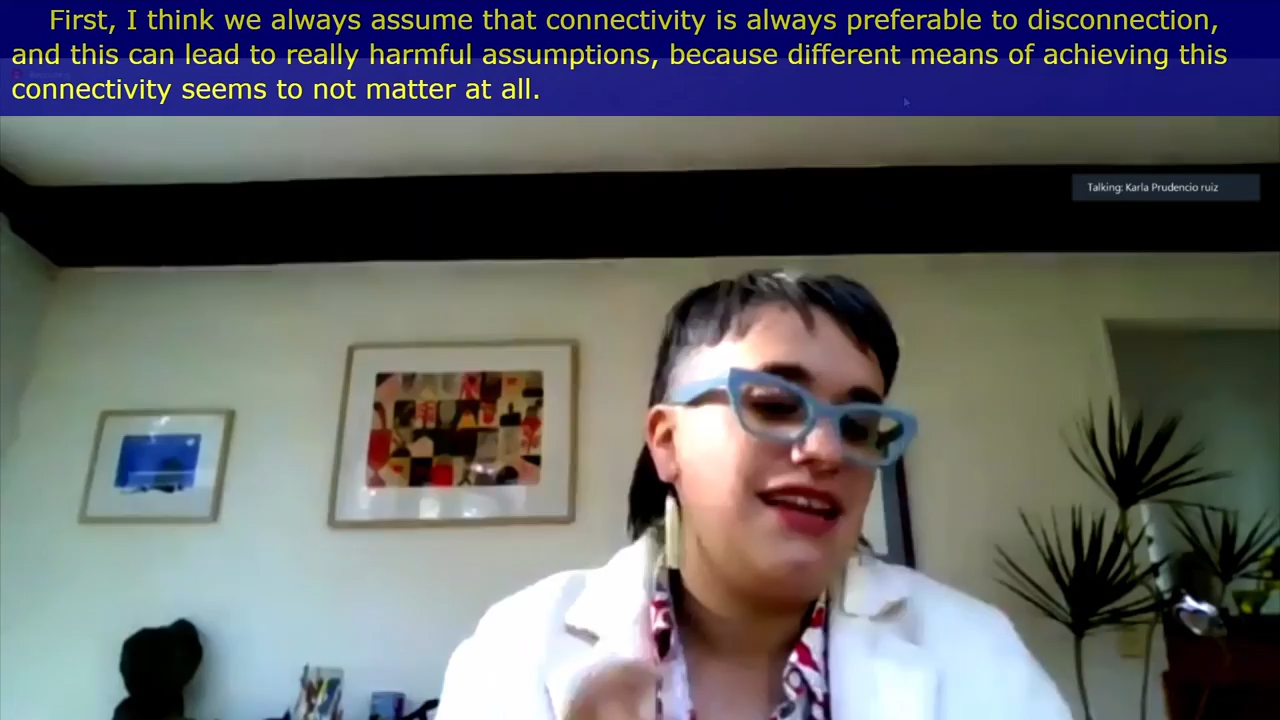 First, I think we always assume that connectivity is always preferable to disconnection,
and this can lead to really harmful assumptions, because different means of achieving this
connectivity seems to not matter at all.
Talking: Karla Prudencio ruiz